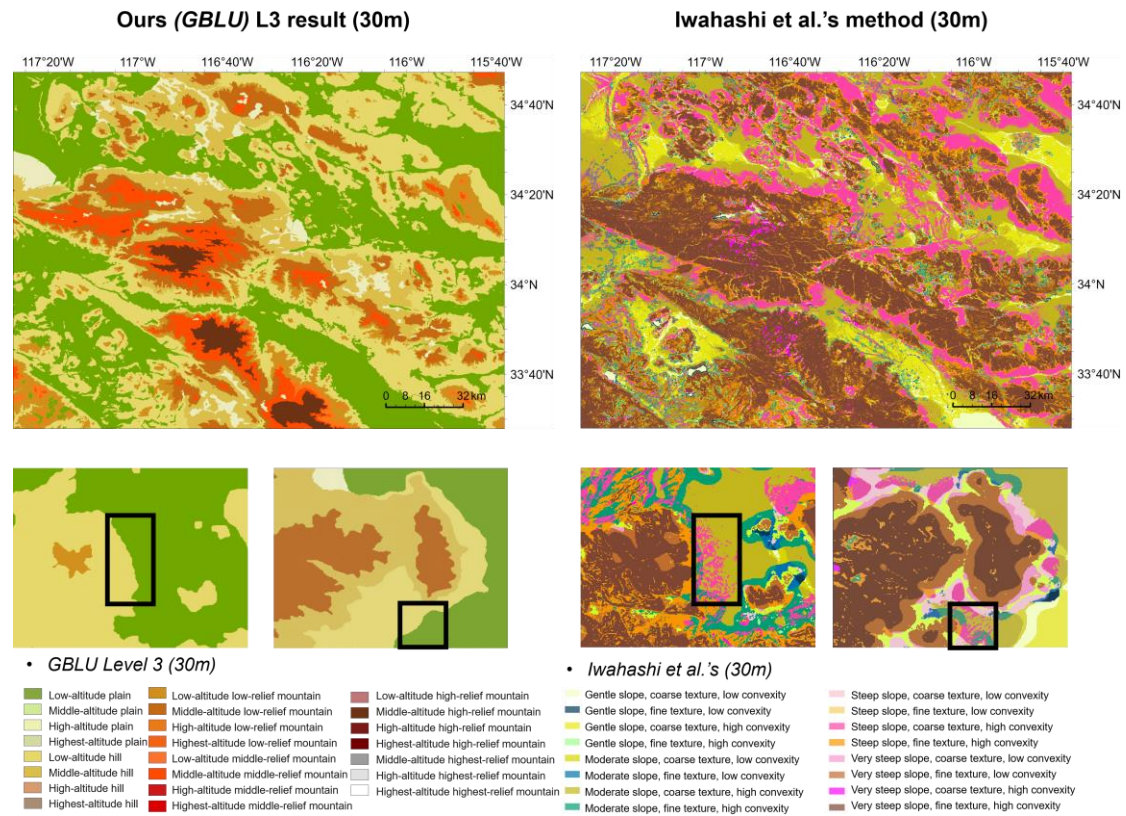 Ours (GBLU) L3 result (30m)
117°20'W 117°W 116°40'W 116°20'W 116°W 115°40'W
34°40'N
34°20'N
34°N
33°40'N
0 8 16 32 km
Iwahashi et al.'s method (30m)
117°20'W 117°W 116°40'W 116°20'W 116°W 115°40'W
34°40'N
34°20'N
34°N
33°40'N
0 8 16 32 km
• GBLU Level 3 (30m)
Low-altitude plain
Middle-altitude plain
High-altitude plain
Highest-altitude plain
Low-altitude hill
Middle-altitude hill
High-altitude hill
Highest-altitude hill
Low-altitude low-relief mountain
Middle-altitude low-relief mountain
High-altitude low-relief mountain
Highest-altitude low-relief mountain
Low-altitude middle-relief mountain
Middle-altitude middle-relief mountain
High-altitude middle-relief mountain
Highest-altitude middle-relief mountain
Low-altitude high-relief mountain
Middle-altitude high-relief mountain
High-altitude high-relief mountain
Highest-altitude high-relief mountain
Middle-altitude highest-relief mountain
High-altitude highest-relief mountain
Highest-altitude highest-relief mountain
• Iwahashi et al.'s (30m)
Gentle slope, coarse texture, low convexity
Gentle slope, fine texture, low convexity
Gentle slope, coarse texture, high convexity
Gentle slope, fine texture, high convexity
Moderate slope, coarse texture, low convexity
Moderate slope, fine texture, low convexity
Moderate slope, coarse texture, high convexity
Moderate slope, fine texture, high convexity
Steep slope, coarse texture, low convexity
Steep slope, fine texture, low convexity
Steep slope, coarse texture, high convexity
Steep slope, fine texture, high convexity
Very steep slope, coarse texture, low convexity
Very steep slope, fine texture, low convexity
Very steep slope, coarse texture, high convexity
Very steep slope, fine texture, high convexity